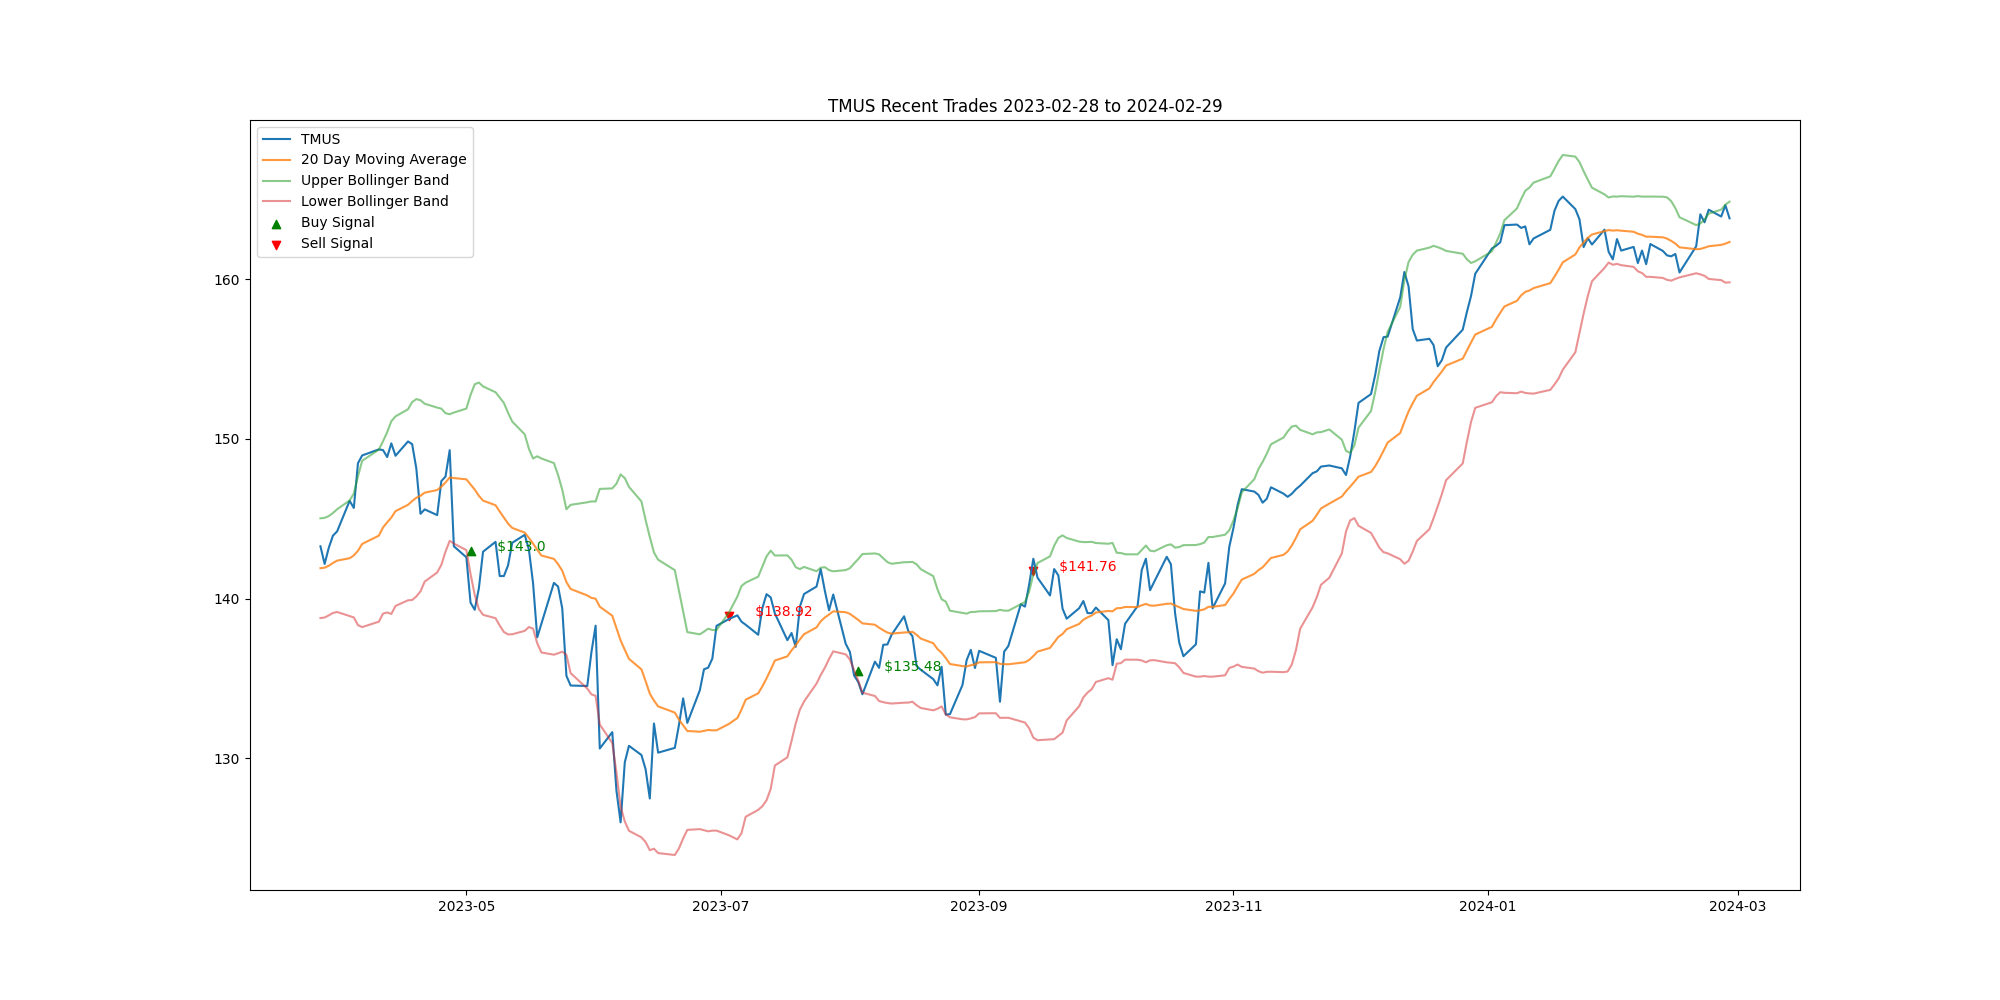 TMUS Recent Trades 2023-02-28 to 2024-02-29
TMUS
20 Day Moving Average
Upper Bollinger Band
Lower Bollinger Band
Buy Signal
Sell Signal
160
150
140
130
$143.0
$138.92
$135.48
$141.76
2023-05
2023-07
2023-09
2023-11
2024-01
2024-03